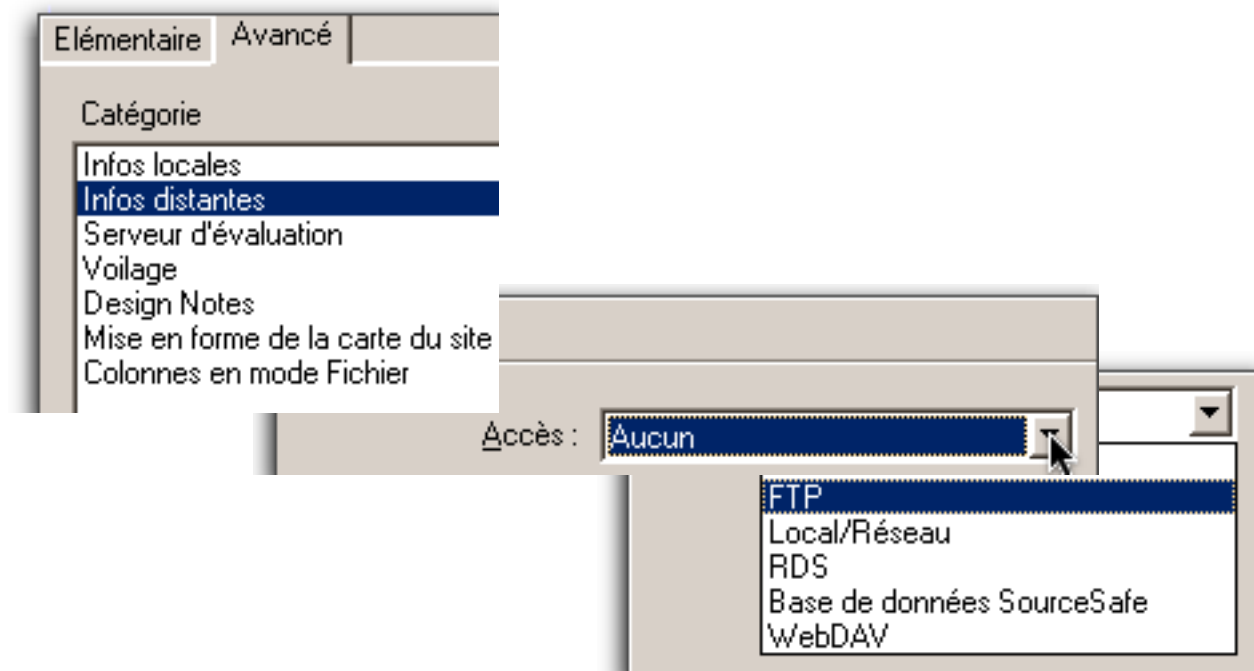 Elémentaire Avancé
Catégorie
Infos locales
Infos distantes
Serveur d'évaluation
Voilage
Design Notes
Mise en forme de la carte du site
Colonnes en mode Fichier
Accès : Aucun
FTP
Local/Réseau
RDS
Base de données SourceSafe
WebDAV